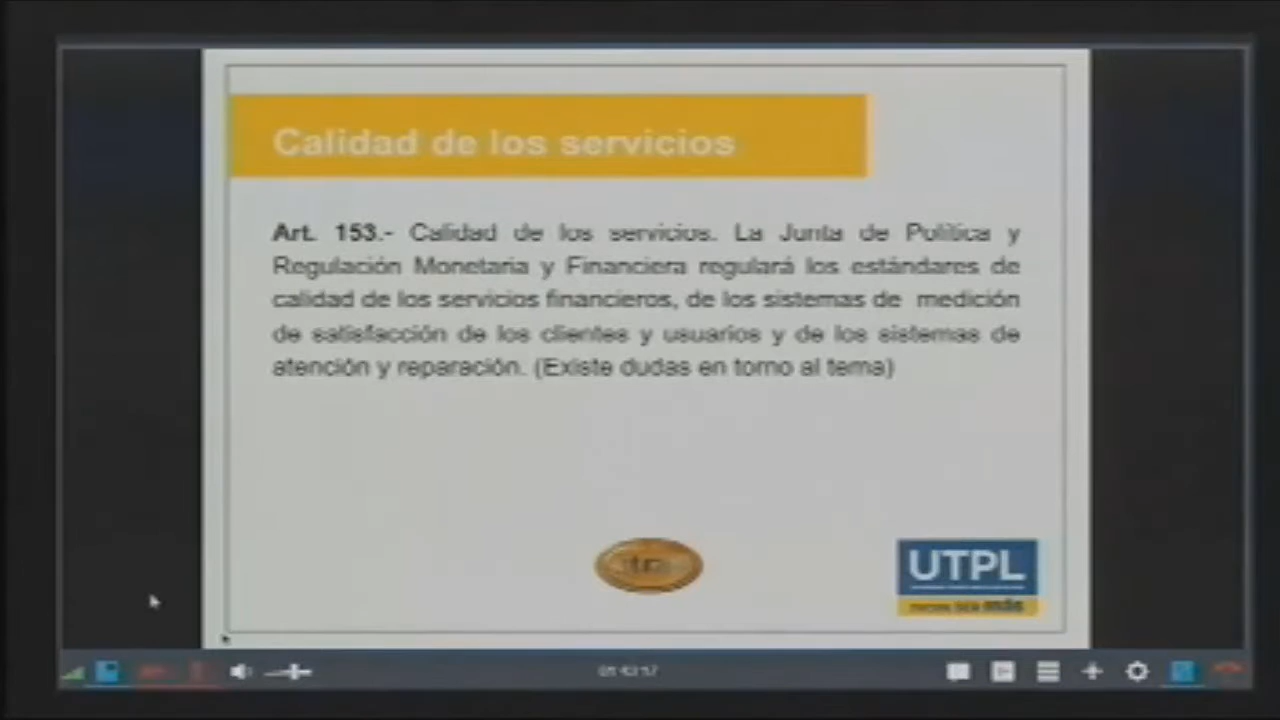 Calidad de los servicios
Art. 153.- Calidad de los servicios. La Junta de Política y
Regulación Monetaria y Financiera regulará los estándares de
calidad de los servicios financieros, de los sistemas de medición
de satisfacción de los clientes y usuarios y de los sistemas de
atención y reparación. (Existe dudas en torno al tema)
UTPL
más